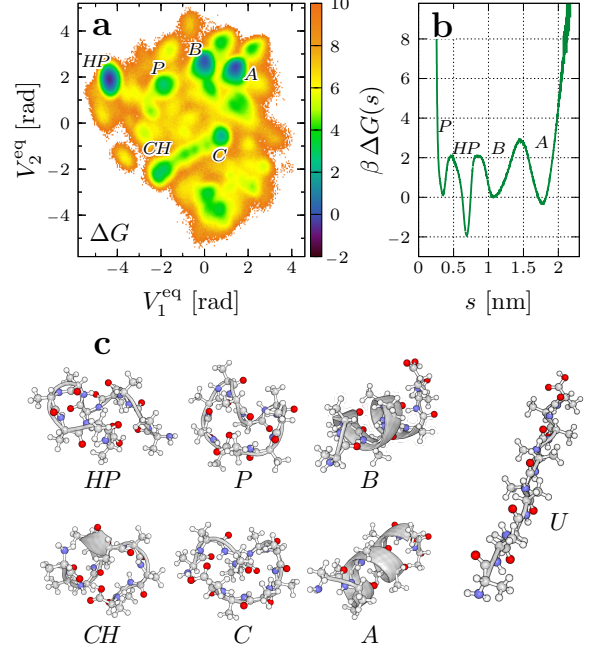 a
HP
P
B
A
CH
C
ΔG
4
2
0
−2
−4
V₂^eq [rad]
−4 −2 0 2 4
V₁^eq [rad]
10
8
6
4
2
0
−2
b
8
6
4
2
0
−2
β ΔG(s)
P
HP
B
A
0 0.5 1 1.5 2
s [nm]
c
HP P B
U
CH C A